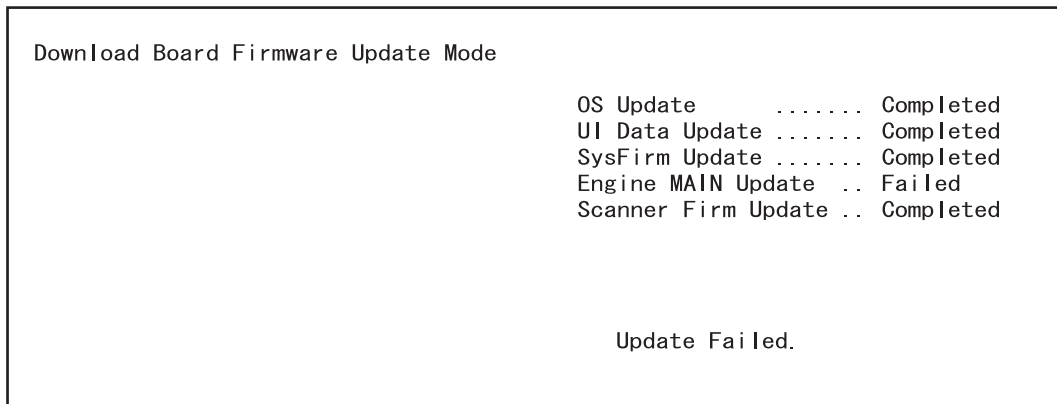 Download Board Firmware Update Mode
OS Update ....... Completed
UI Data Update ....... Completed
SysFirm Update ....... Completed
Engine MAIN Update .. Failed
Scanner Firm Update .. Completed
Update Failed.